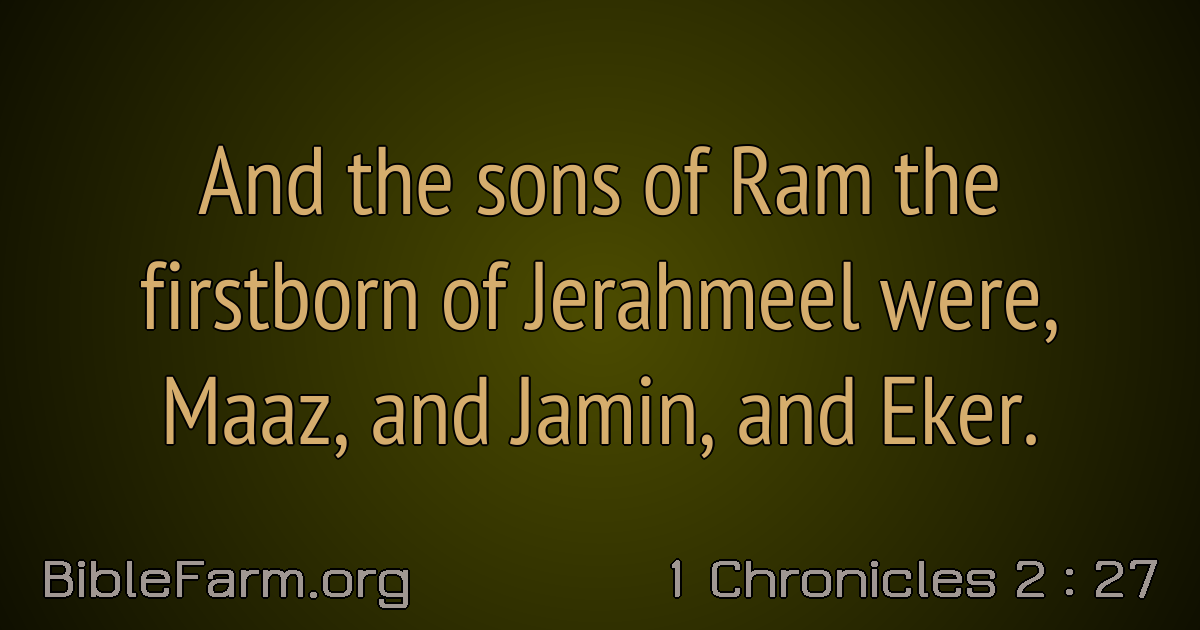 And the sons of Ram the
firstborn of Jerahmeel were,
Maaz, and Jamin, and Eker.
BibleFarm.org
1 Chronicles 2 : 27